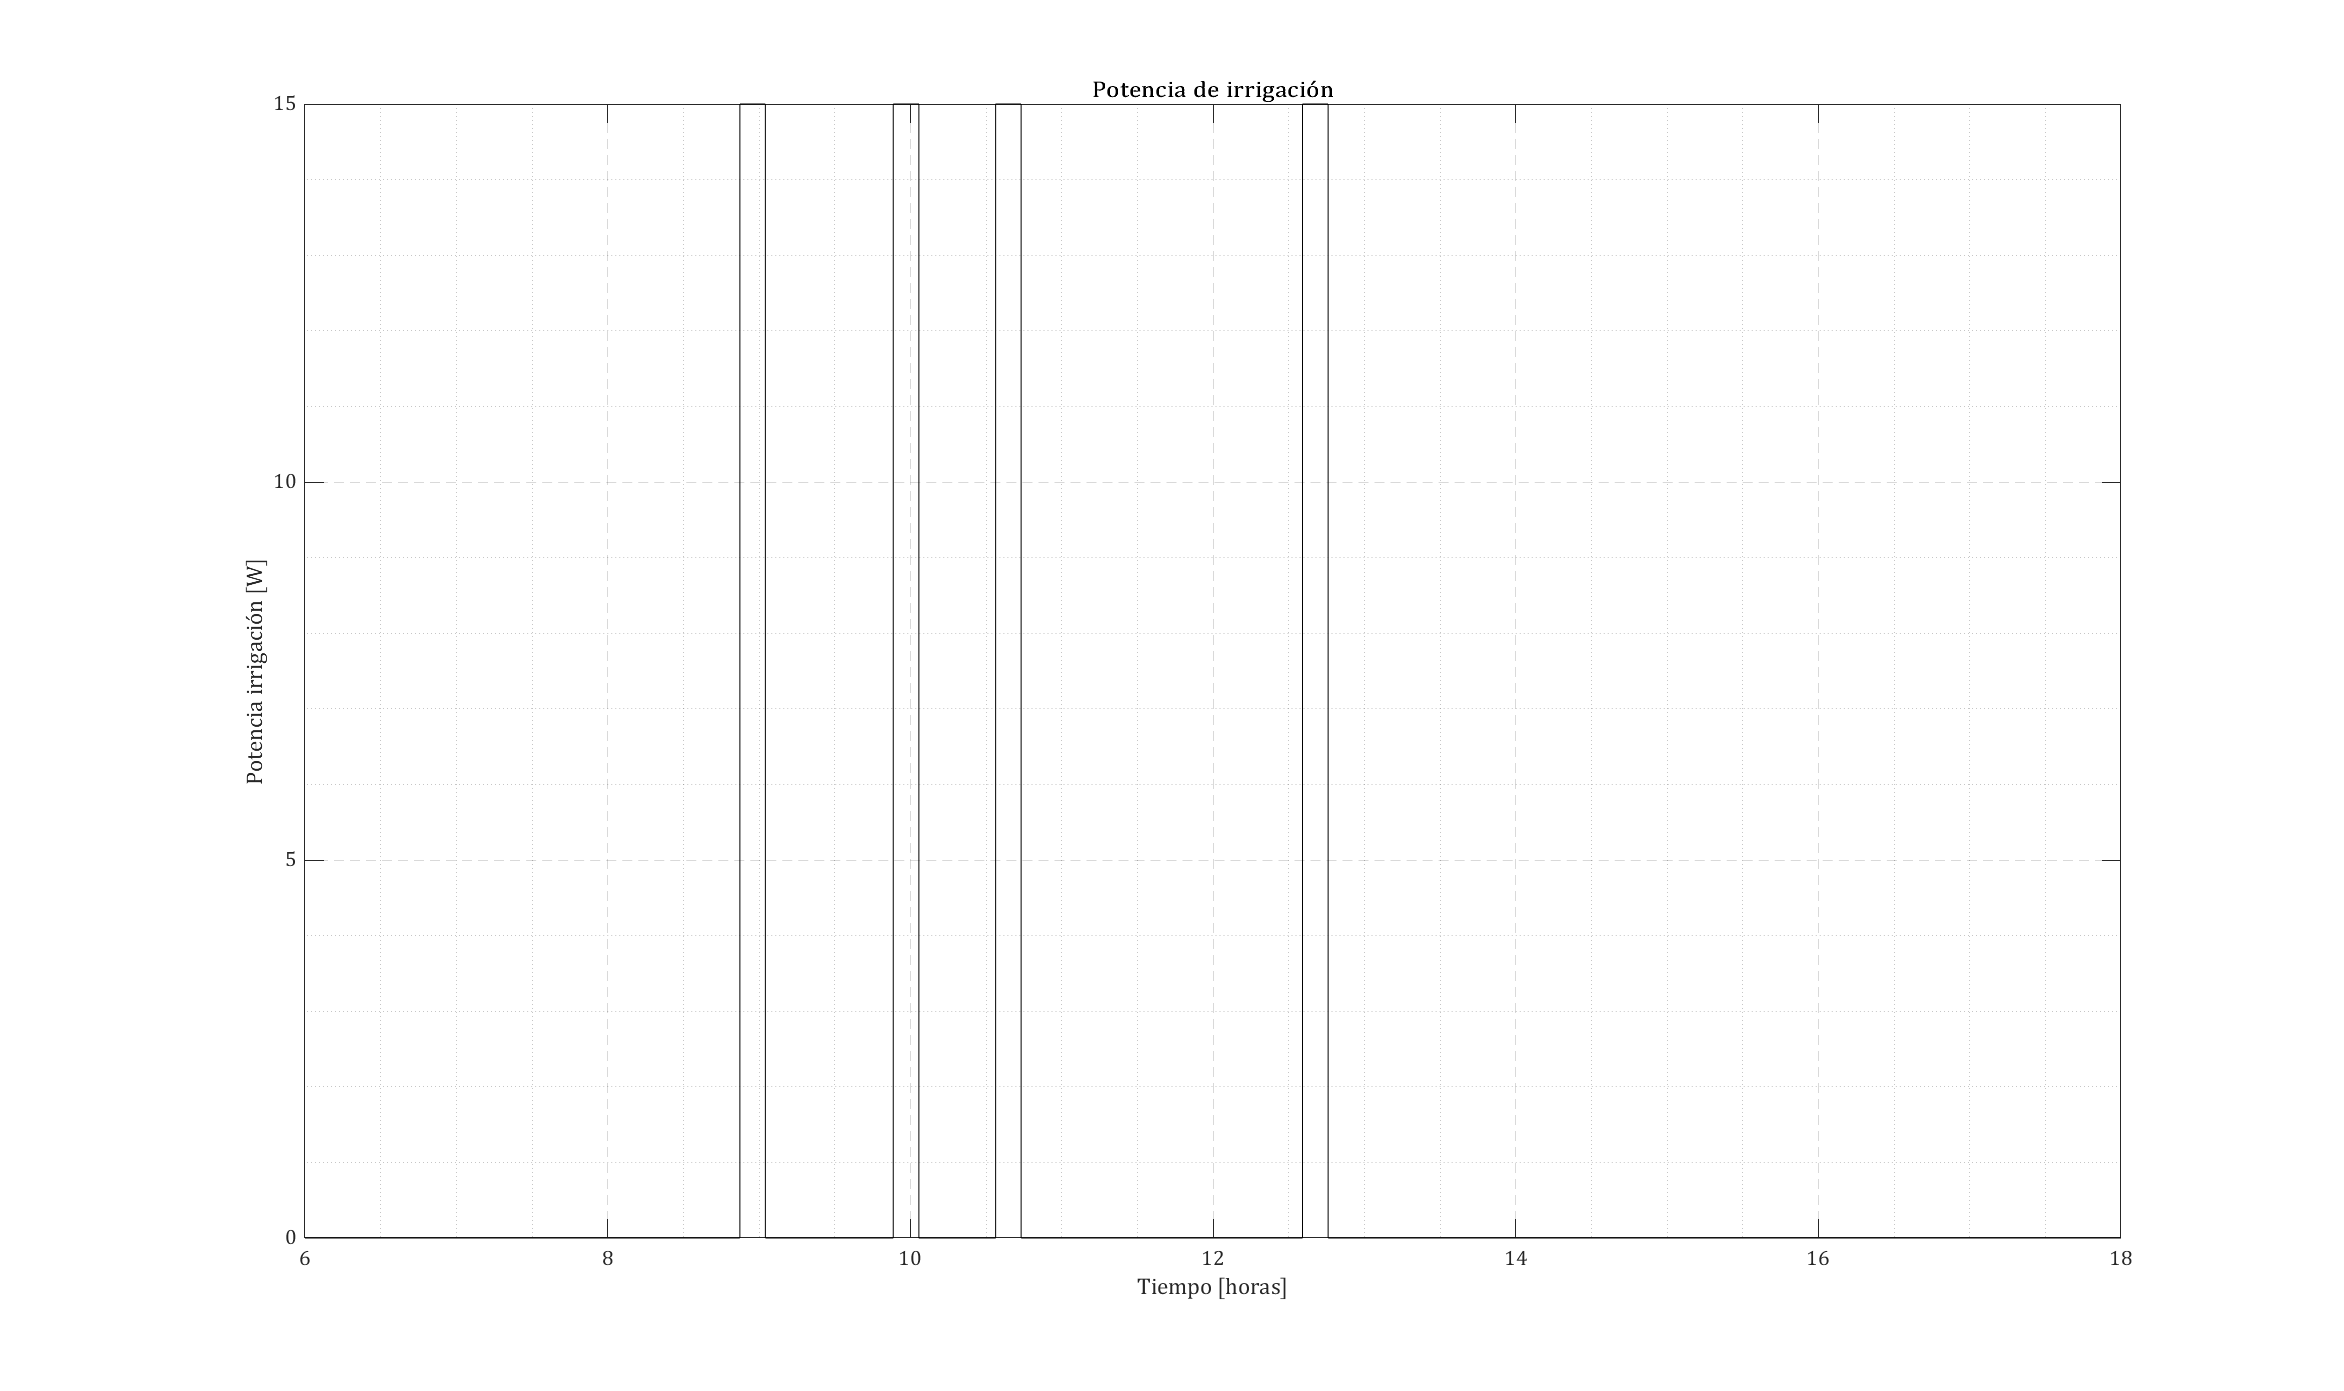 Potencia de irrigación
15
10
5
0
Potencia irrigación [W]
6 8 10 12 14 16 18
Tiempo [horas]